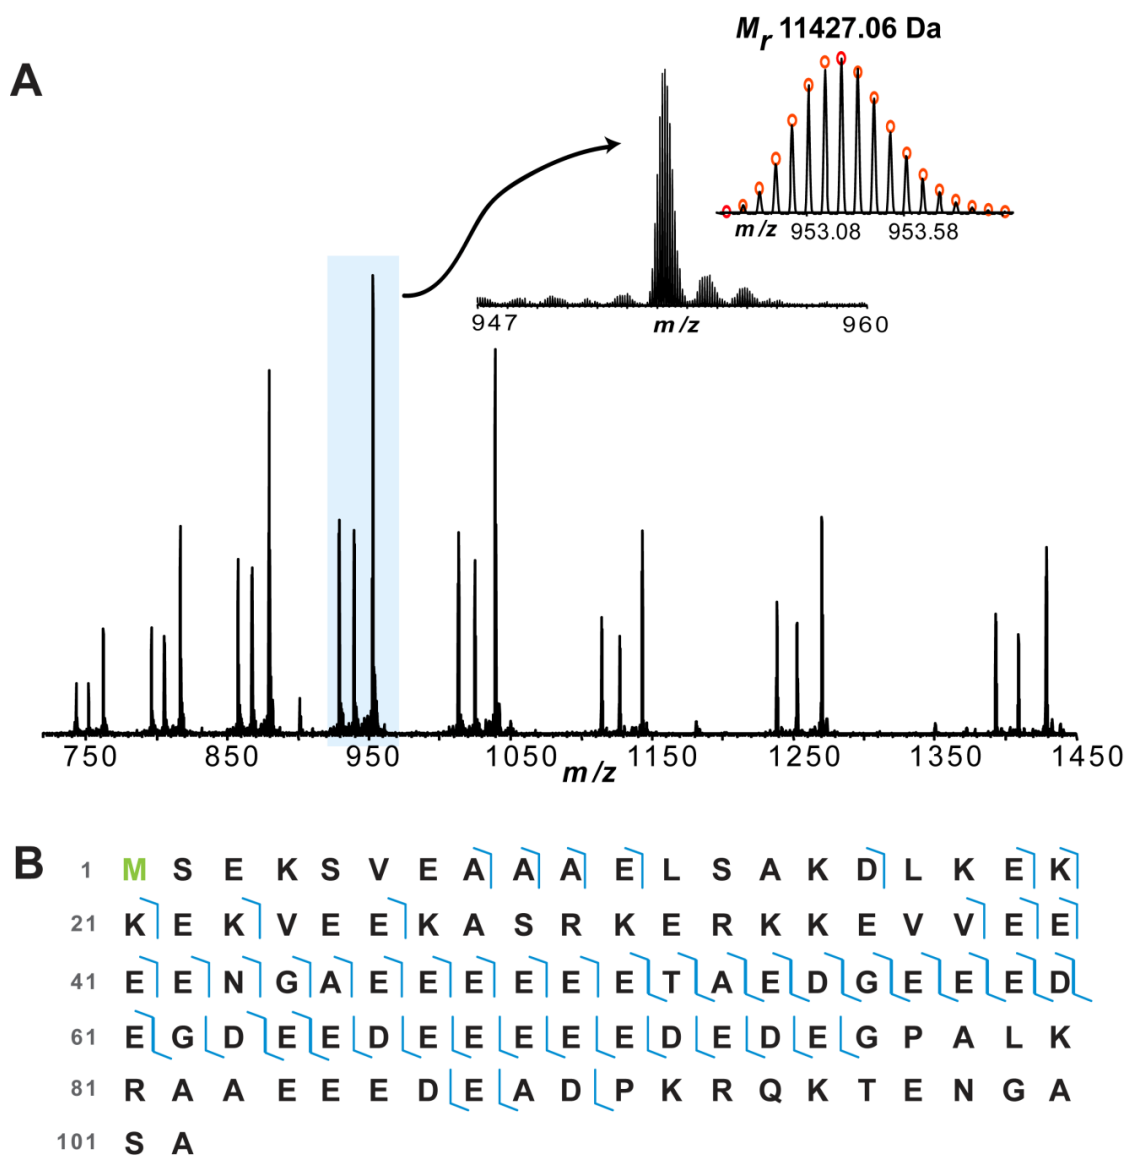 A
Mr 11427.06 Da
m/z 953.08 953.58
947 m/z 960
750 850 950 1050 1150 1250 1350 1450
m/z
B
1 M S E K S V E A A A E L S A K D L K E K
21 K E K V E E K A S R K E R K K E V V E E
41 E E N G A E E E E E E T A E D G E E E D
61 E G D E E D E E E E E D E D E G P A L K
81 R A A E E E D E A D P K R Q K T E N G A
101 S A